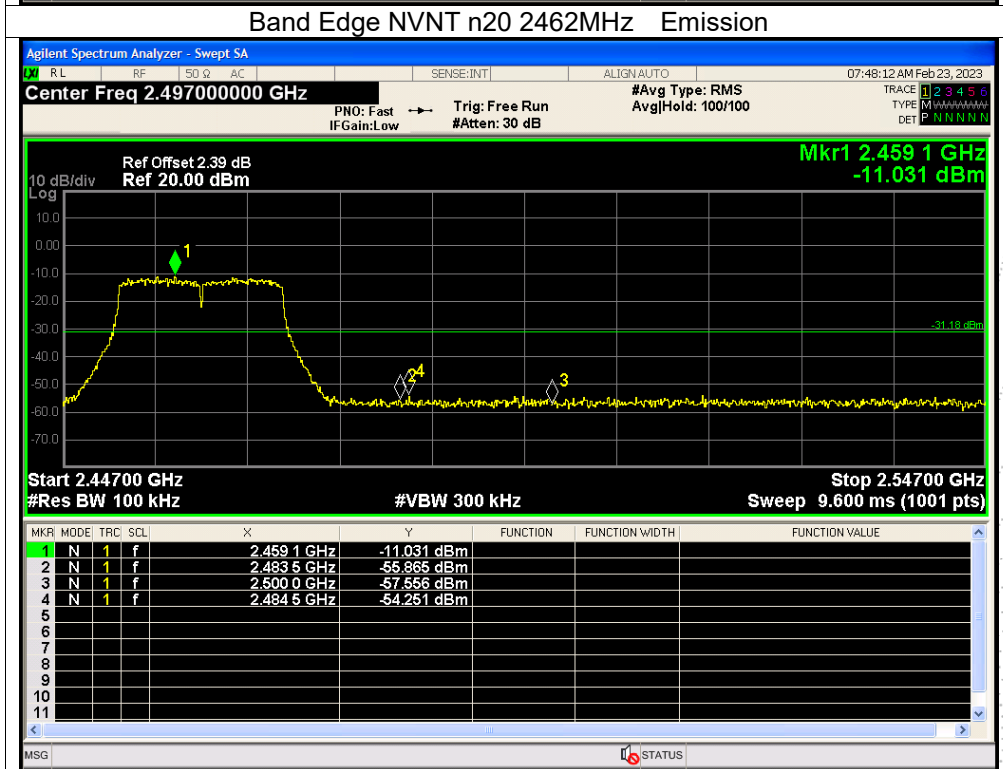 Band Edge NVNT n20 2462MHz Emission
Agilent Spectrum Analyzer - Swept SA
LXI RL RF 50 Ω AC SENSE:INT ALIGN AUTO 07:48:12 AM Feb 23, 2023
Center Freq 2.497000000 GHz #Avg Type: RMS TRACE 1 2 3 4 5 6
PNO: Fast Trig: Free Run Avg|Hold: 100/100 TYPE M
IFGain:Low #Atten: 30 dB DET P N N N N N
Mkr1 2.459 1 GHz
Ref Offset 2.39 dB
10 dB/div Ref 20.00 dBm -11.031 dBm
Log
10.0
0.00
1
-10.0
-20.0
-30.0
-31.18 dBm
-40.0
2 4 3
-50.0
-60.0
-70.0
Start 2.44700 GHz Stop 2.54700 GHz
#Res BW 100 kHz #VBW 300 kHz Sweep 9.600 ms (1001 pts)
MKR MODE TRC SCL X Y FUNCTION FUNCTION WIDTH FUNCTION VALUE
1 N 1 f 2.459 1 GHz -11.031 dBm
2 N 1 f 2.483 5 GHz -55.865 dBm
3 N 1 f 2.500 0 GHz -57.556 dBm
4 N 1 f 2.484 5 GHz -54.251 dBm
5
6
7
8
9
10
11
MSG STATUS